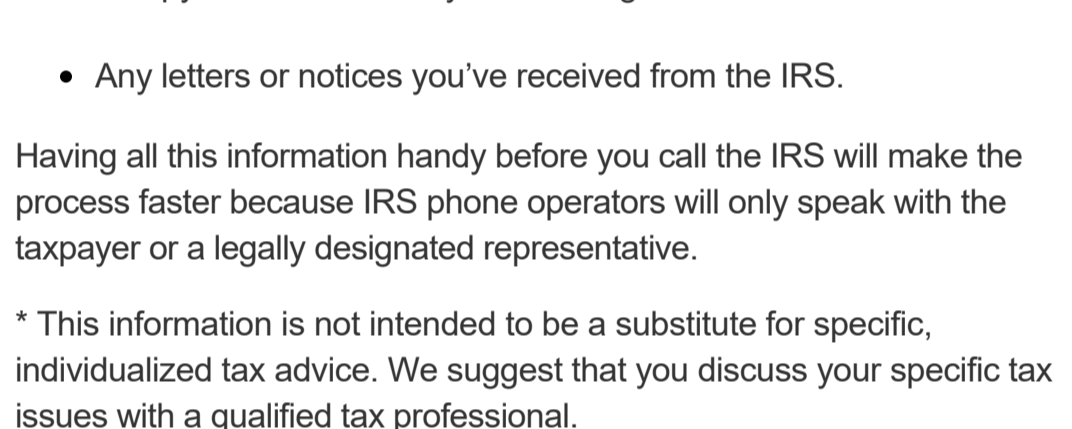 • Any letters or notices you’ve received from the IRS.
Having all this information handy before you call the IRS will make the
process faster because IRS phone operators will only speak with the
taxpayer or a legally designated representative.
* This information is not intended to be a substitute for specific,
individualized tax advice. We suggest that you discuss your specific tax
issues with a qualified tax professional.